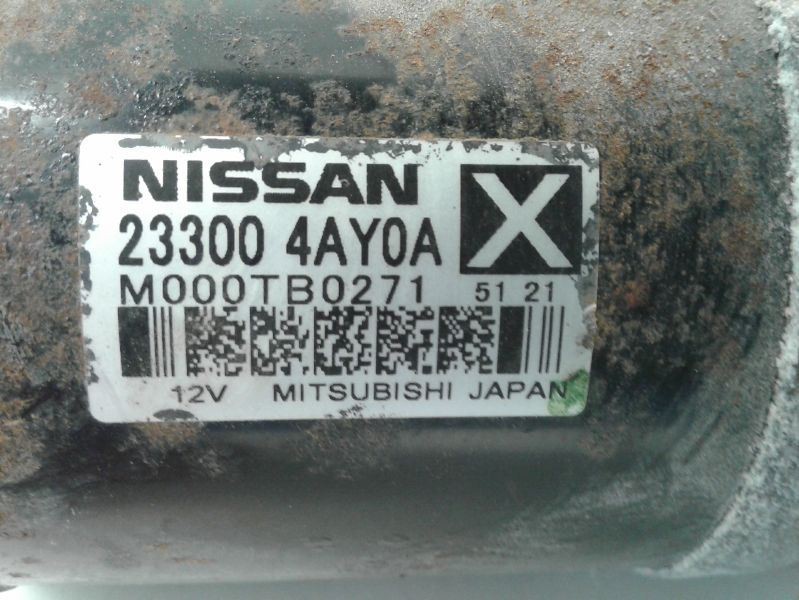 NISSAN X
23300 4AY0A
M000TB0271 51 21
12V MITSUBISHI JAPAN